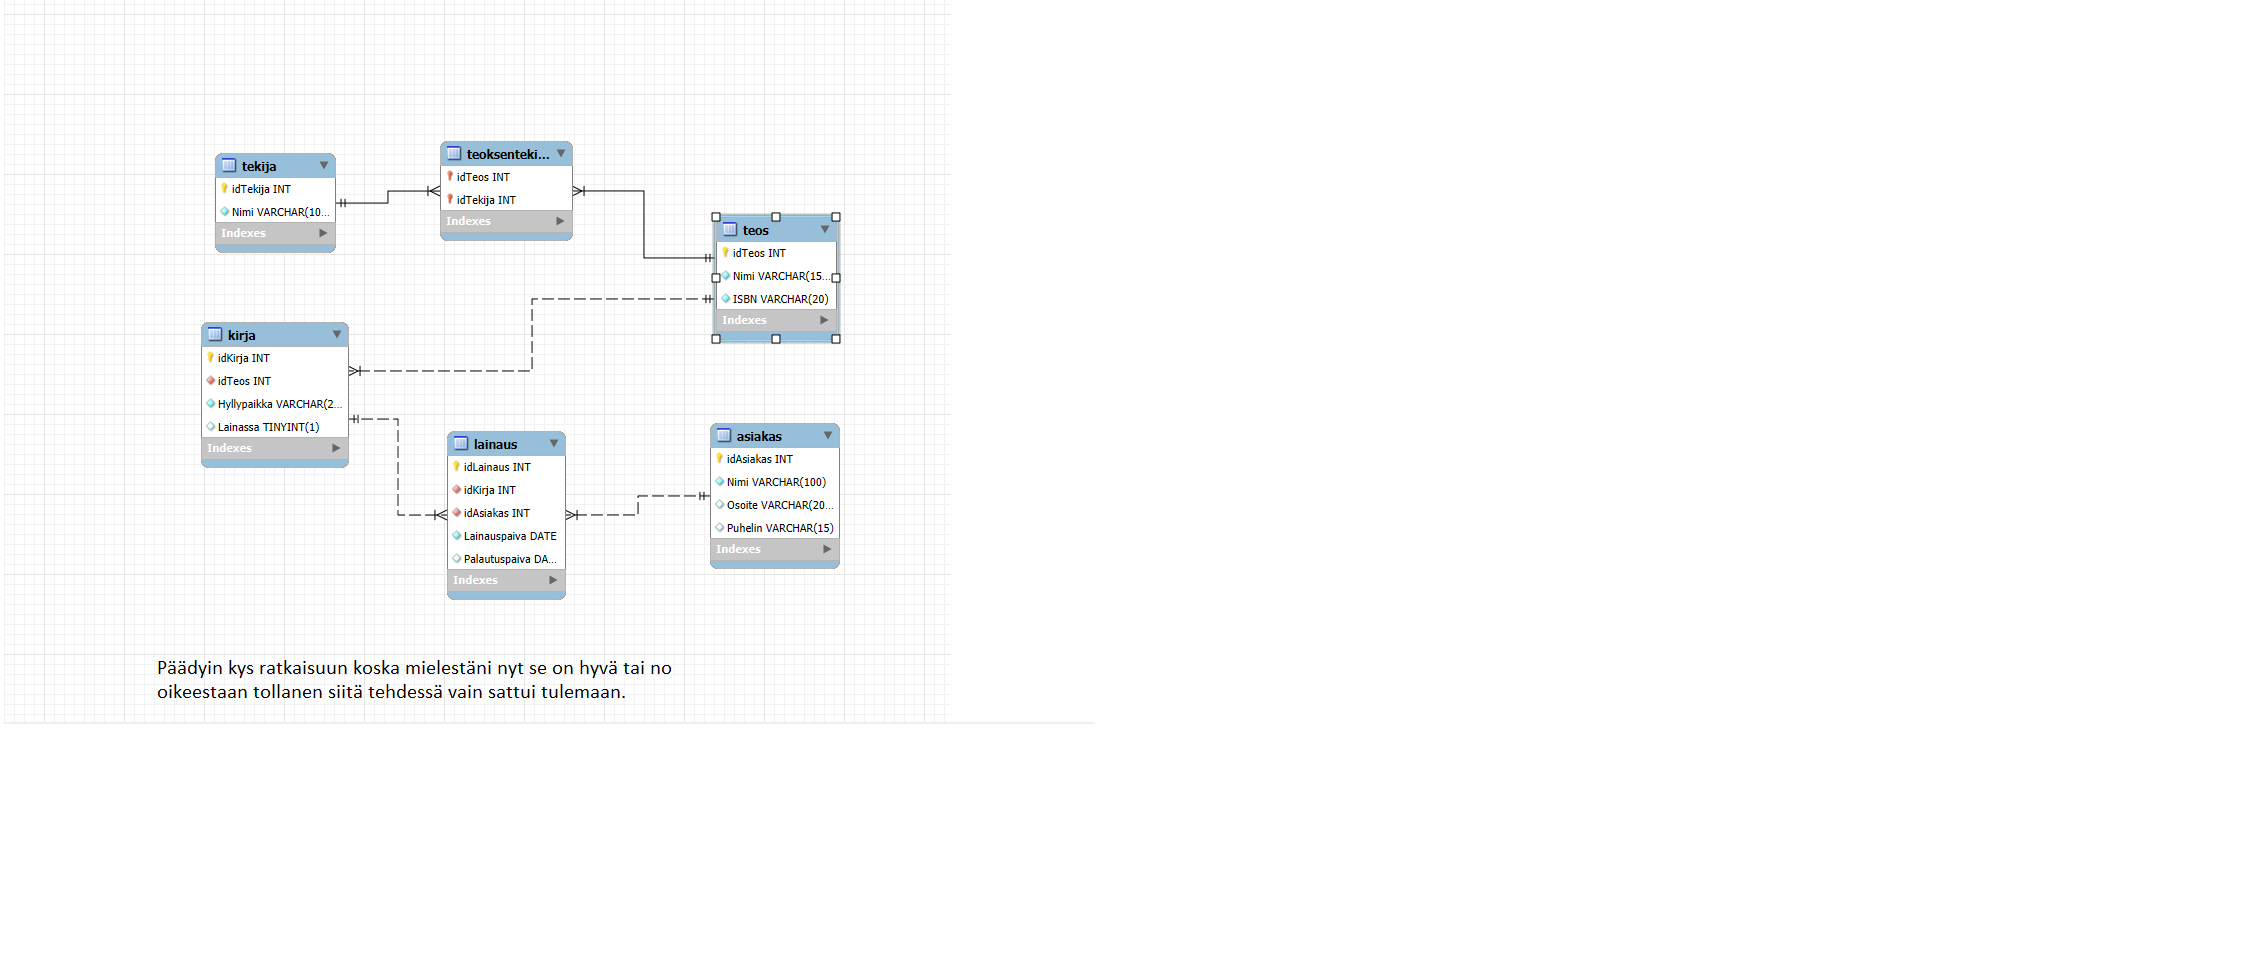 tekija
idTekija INT
Nimi VARCHAR(10...
Indexes
teoksenteki...
idTeos INT
idTekija INT
Indexes
teos
idTeos INT
Nimi VARCHAR(15...
ISBN VARCHAR(20)
Indexes
kirja
idKirja INT
idTeos INT
Hyllypaikka VARCHAR(2...
Lainassa TINYINT(1)
Indexes
lainaus
idLainaus INT
idKirja INT
idAsiakas INT
Lainauspaiva DATE
Palautuspaiva DA...
Indexes
asiakas
idAsiakas INT
Nimi VARCHAR(100)
Osoite VARCHAR(20...
Puhelin VARCHAR(15)
Indexes
Päädyin kys ratkaisuun koska mielestäni nyt se on hyvä tai no
oikeestaan tollanen siitä tehdessä vain sattui tulemaan.